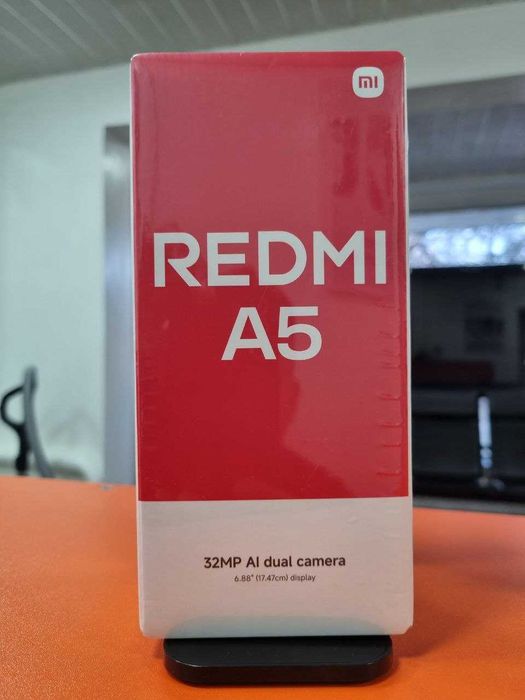 mi
REDMI
A5
32MP AI dual camera
6.88" (17.47cm) display